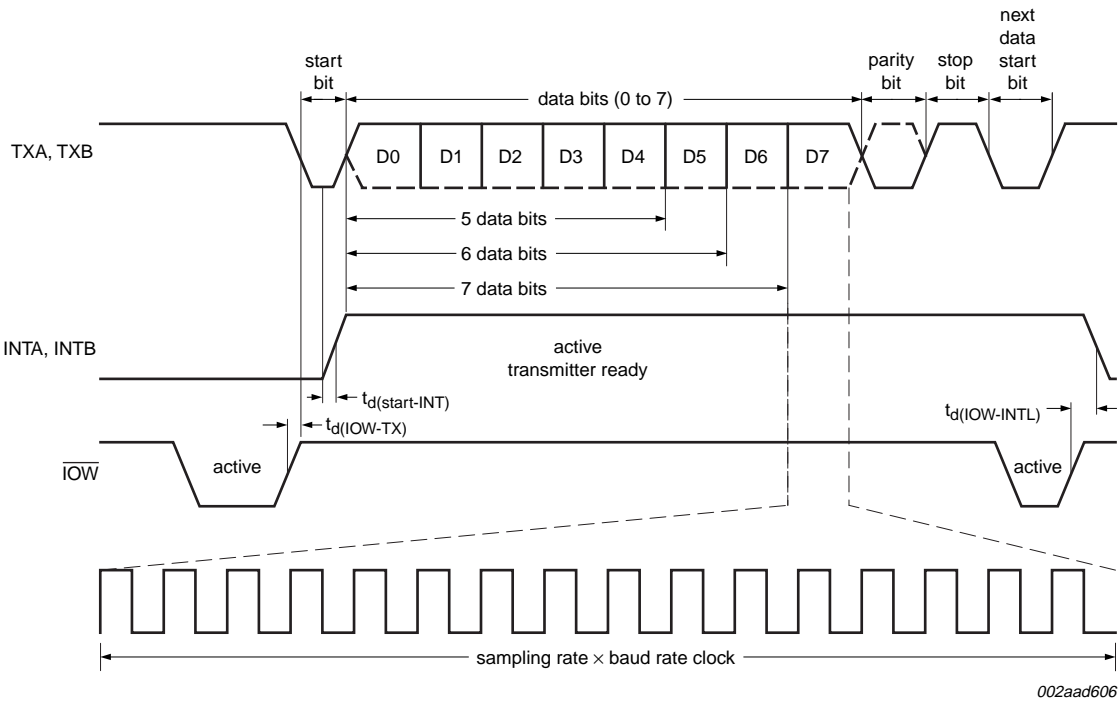 start
bit
data bits (0 to 7)
parity
bit
stop
bit
next
data
start
bit
TXA, TXB
D0 D1 D2 D3 D4 D5 D6 D7
5 data bits
6 data bits
7 data bits
INTA, INTB
active
transmitter ready
td(start-INT)
td(IOW-TX)
td(IOW-INTL)
IOW
active
active
sampling rate × baud rate clock
002aad606